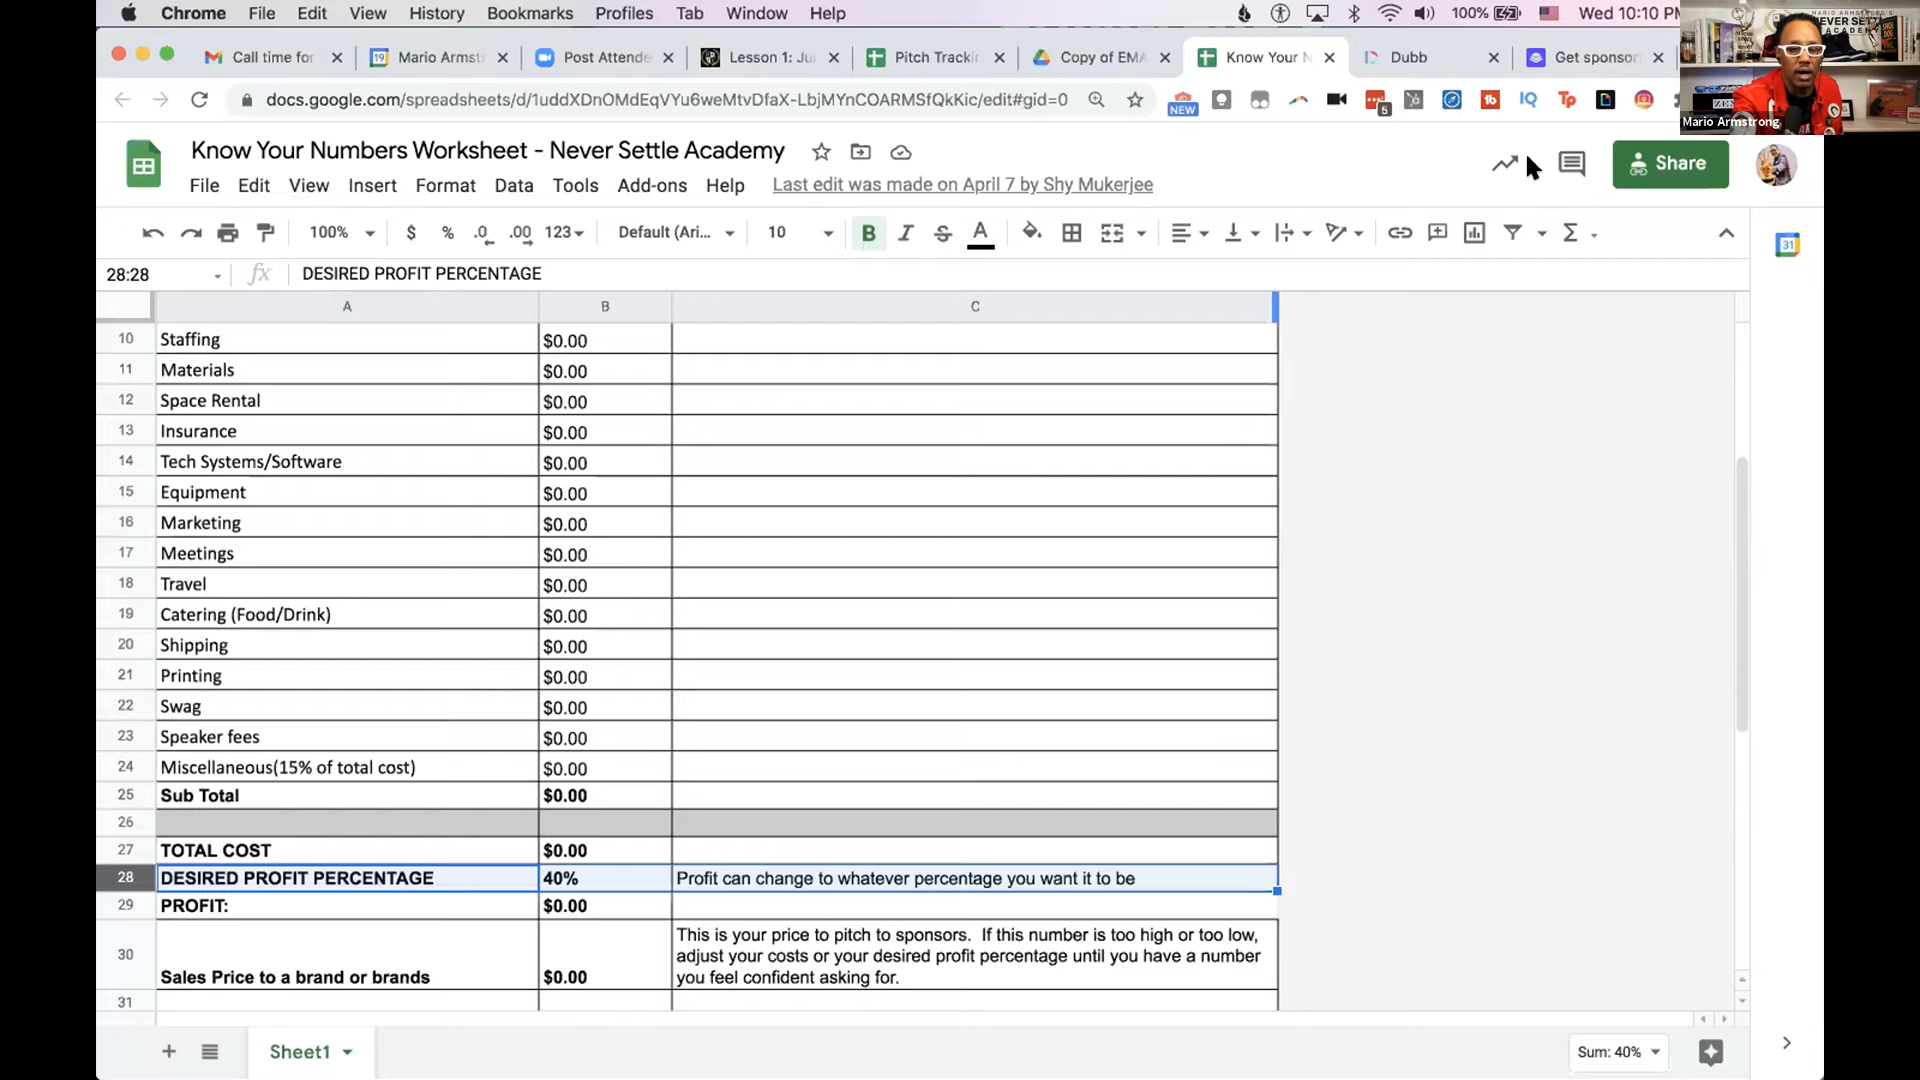 Chrome File Edit View History Bookmarks Profiles Tab Window Help 100% Wed 10:10 PM
Call time for Mario Armst 19 Post Attende Lesson 1: Ju Pitch Trackin Copy of EMA Know Your N Dubb Get sponsor
docs.google.com/spreadsheets/d/1uddXDnOMdEqVYu6weMtvDfaX-LbjMYnCOARMSfQkKic/edit#gid=0
NEW 5 1b IQ Tp
NEVER SETT
ACADEMY
Mario Armstrong
Know Your Numbers Worksheet - Never Settle Academy
Share
File Edit View Insert Format Data Tools Add-ons Help Last edit was made on April 7 by Shy Mukerjee
100% $ % .0 .00 123 Default (Ari... 10 B I S A Σ
31
28:28 fx DESIRED PROFIT PERCENTAGE
A B C
10 Staffing $0.00
11 Materials $0.00
12 Space Rental $0.00
13 Insurance $0.00
14 Tech Systems/Software $0.00
15 Equipment $0.00
16 Marketing $0.00
17 Meetings $0.00
18 Travel $0.00
19 Catering (Food/Drink) $0.00
20 Shipping $0.00
21 Printing $0.00
22 Swag $0.00
23 Speaker fees $0.00
24 Miscellaneous(15% of total cost) $0.00
25 Sub Total $0.00
26
27 TOTAL COST $0.00
28 DESIRED PROFIT PERCENTAGE 40% Profit can change to whatever percentage you want it to be
29 PROFIT: $0.00
This is your price to pitch to sponsors. If this number is too high or too low,
30 adjust your costs or your desired profit percentage until you have a number
Sales Price to a brand or brands $0.00 you feel confident asking for.
31
Sheet1 Sum: 40%